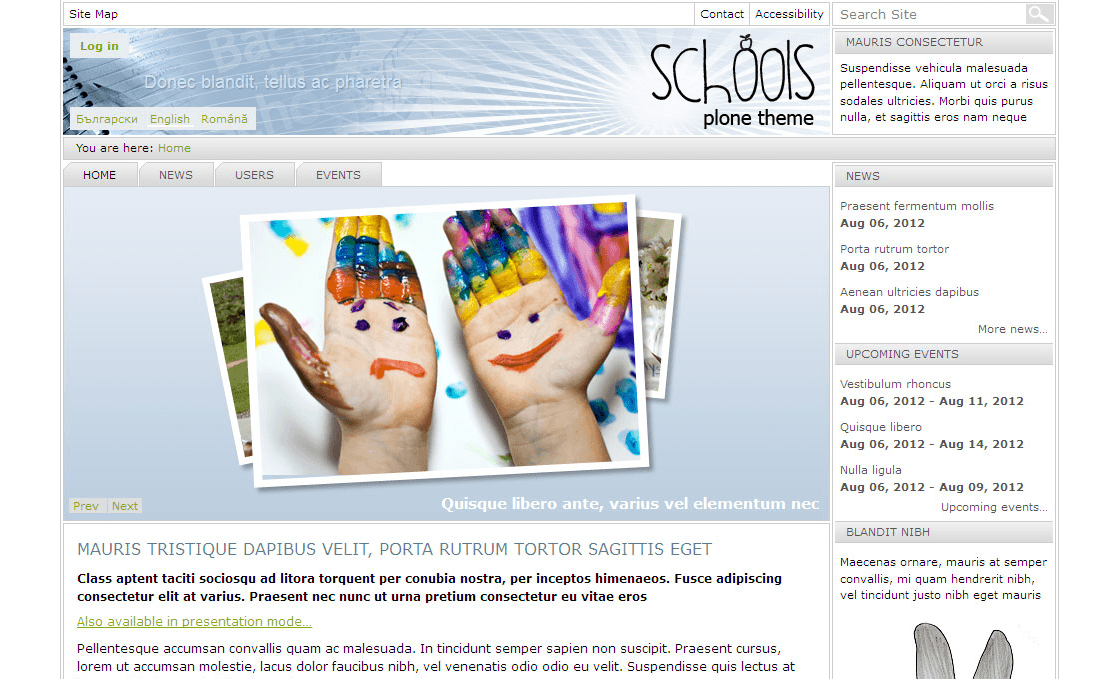 Site Map
Contact
Accessibility
Search Site
Log in
Donec blandit, tellus ac pharetra
Български English Română
schools
plone theme
MAURIS CONSECTETUR
Suspendisse vehicula malesuada
pellentesque. Aliquam ut orci a risus
sodales ultricies. Morbi quis purus
nulla, et sagittis eros nam neque
You are here: Home
HOME
NEWS
USERS
EVENTS
Prev Next
Quisque libero ante, varius vel elementum nec
MAURIS TRISTIQUE DAPIBUS VELIT, PORTA RUTRUM TORTOR SAGITTIS EGET
Class aptent taciti sociosqu ad litora torquent per conubia nostra, per inceptos himenaeos. Fusce adipiscing
consectetur elit at varius. Praesent nec nunc ut urna pretium consectetur eu vitae eros
Also available in presentation mode...
Pellentesque accumsan convallis quam ac malesuada. In tincidunt semper sapien non suscipit. Praesent cursus,
lorem ut accumsan molestie, lacus dolor faucibus nibh, vel venenatis odio odio eu velit. Suspendisse quis lectus at
NEWS
Praesent fermentum mollis
Aug 06, 2012
Porta rutrum tortor
Aug 06, 2012
Aenean ultricies dapibus
Aug 06, 2012
More news...
UPCOMING EVENTS
Vestibulum rhoncus
Aug 06, 2012 - Aug 11, 2012
Quisque libero
Aug 06, 2012 - Aug 14, 2012
Nulla ligula
Aug 06, 2012 - Aug 09, 2012
Upcoming events...
BLANDIT NIBH
Maecenas ornare, mauris at semper
convallis, mi quam hendrerit nibh,
vel tincidunt justo nibh eget mauris